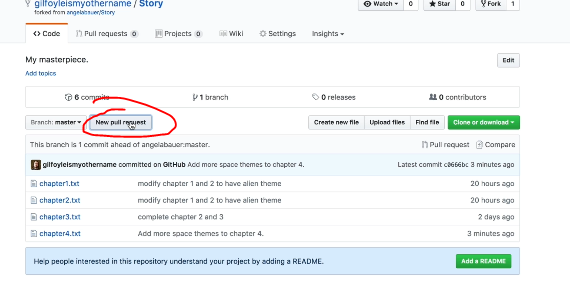 gilfoyleismyothername / Story
forked from angelabauer/Story
Watch 0 Star 0 Fork 1
Code Pull requests 0 Projects 0 Wiki Settings Insights
My masterpiece. Edit
Add topics
6 commits 1 branch 0 releases 0 contributors
Branch: master New pull request Create new file Upload files Find file Clone or download
This branch is 1 commit ahead of angelabauer:master. Pull request Compare
gilfoyleismyothername committed on GitHub Add more space themes to chapter 4. Latest commit c0666bc 3 minutes ago
chapter1.txt modify chapter 1 and 2 to have alien theme 20 hours ago
chapter2.txt modify chapter 1 and 2 to have alien theme 20 hours ago
chapter3.txt complete chapter 2 and 3 2 days ago
chapter4.txt Add more space themes to chapter 4. 3 minutes ago
Help people interested in this repository understand your project by adding a README. Add a README